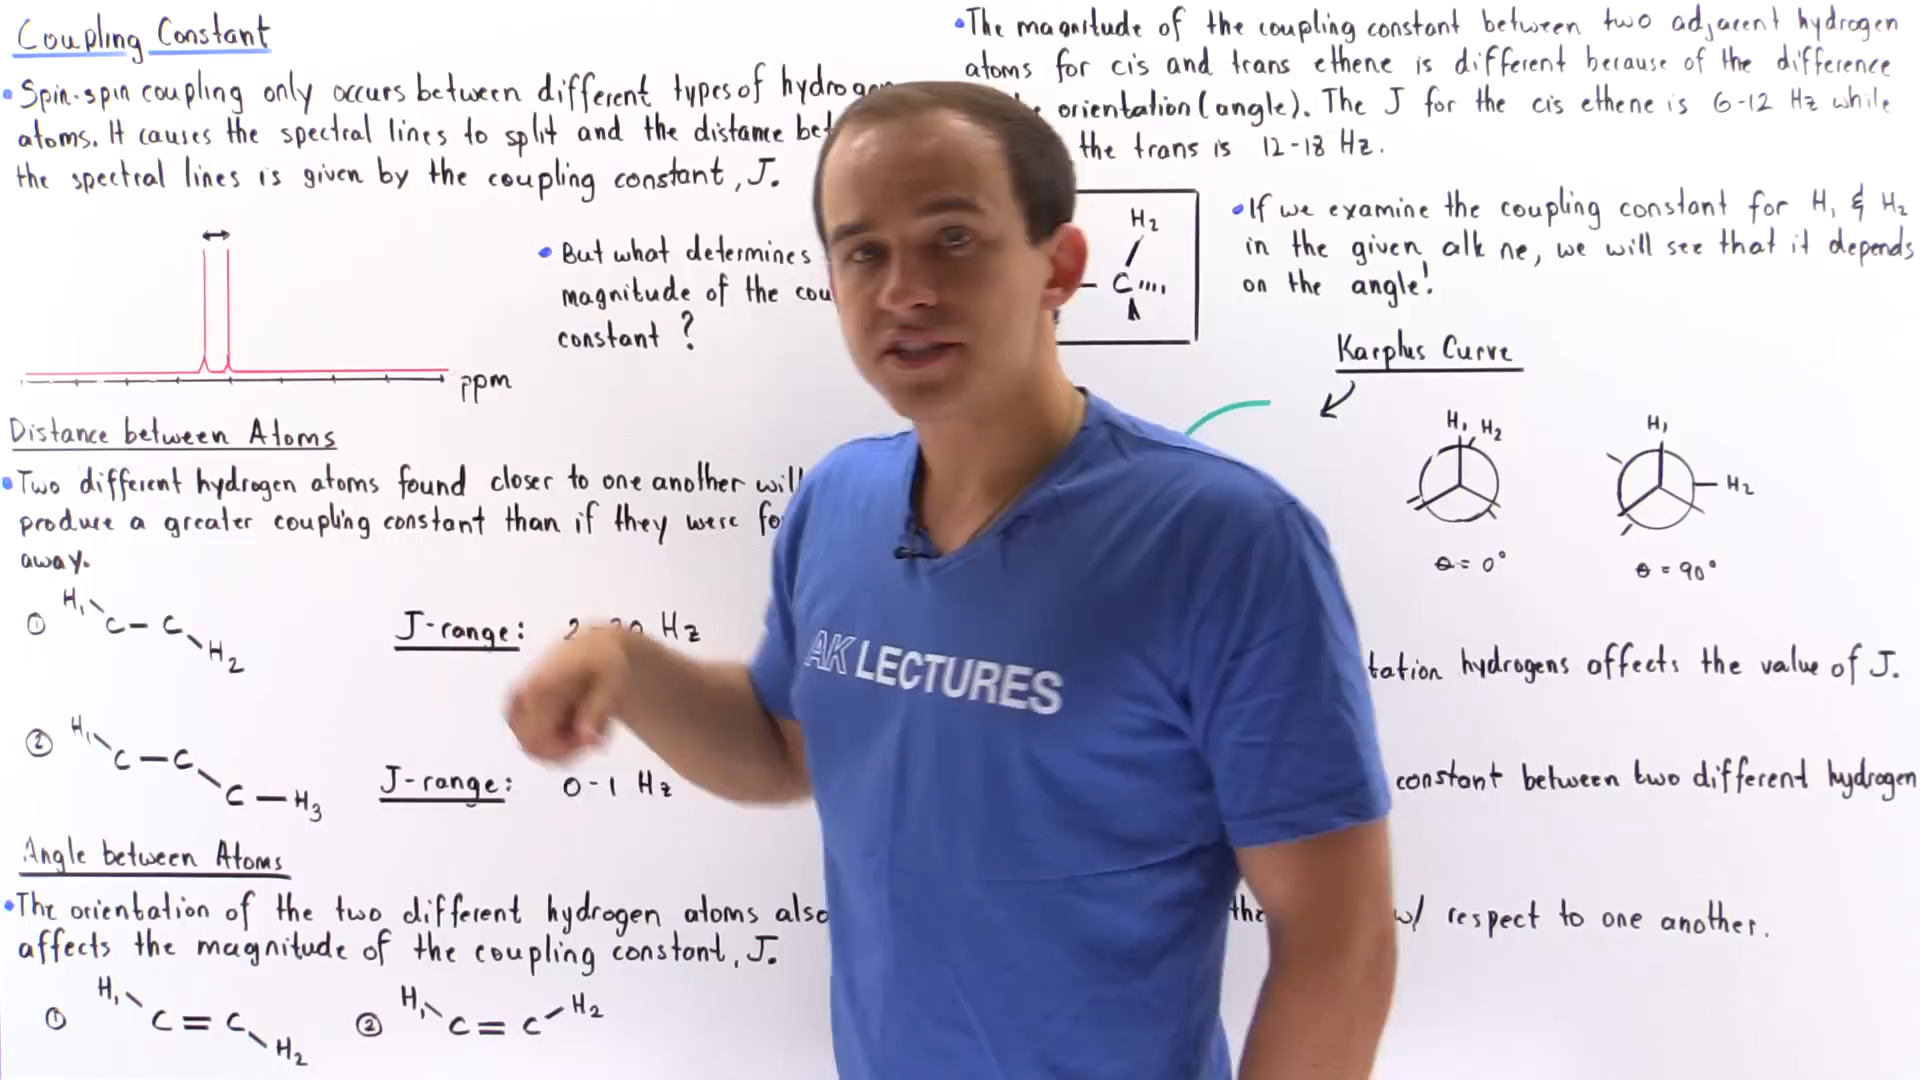 Coupling Constant
• Spin-spin coupling only occurs between different types of hydrogen
atoms. It causes the spectral lines to split and the distance bet
the spectral lines is given by the coupling constant, J.
ppm
• But what determines
magnitude of the cou
constant?
Distance between Atoms
• Two different hydrogen atoms found closer to one another will
produce a greater coupling constant than if they were fo
away.
① H₁ C - C H₂
J-range: Hz
② H₁ C - C C - H₃
J-range: 0-1 Hz
Angle between Atoms
• The orientation of the two different hydrogen atoms also
affects the magnitude of the coupling constant, J.
① H₁ C = C H₂
② H₁ C = C H₂
• The magnitude of the coupling constant between two adjacent hydrogen
atoms for cis and trans ethene is different because of the difference
orientation (angle). The J for the cis ethene is 6-12 Hz while
the trans is 12-18 Hz.
H₂
C
• If we examine the coupling constant for H₁ & H₂
in the given alk ne, we will see that it depends
on the angle!
Karplus Curve
H₁ H₂
θ = 0°
H₁
H₂
θ = 90°
tation hydrogens affects the value of J.
constant between two different hydrogen
the w/ respect to one another.
AK LECTURES